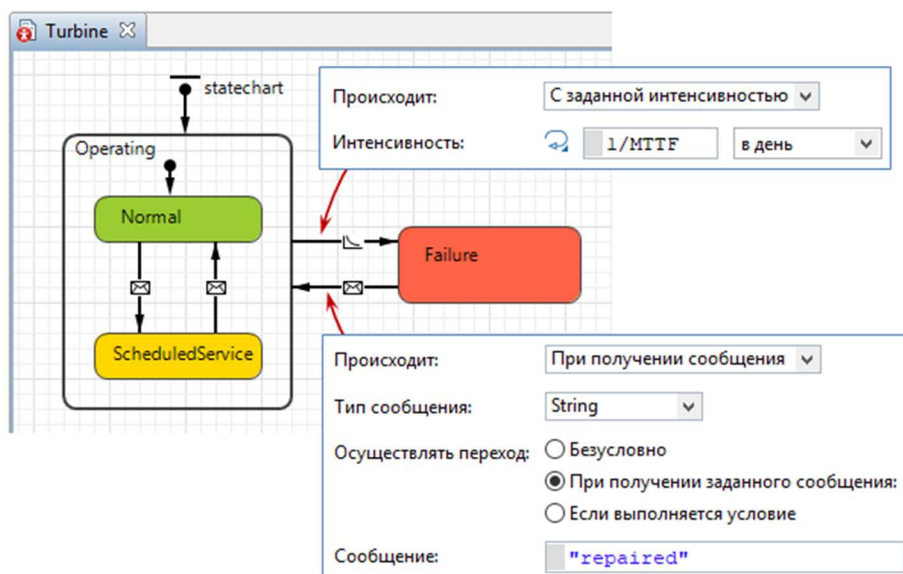 Turbine
statechart
Происходит: С заданной интенсивностью
Интенсивность: 1/MTTF в день
Operating
Normal
Failure
ScheduledService
Происходит: При получении сообщения
Тип сообщения: String
Осуществлять переход: Безусловно
При получении заданного сообщения:
Если выполняется условие
Сообщение: "repaired"